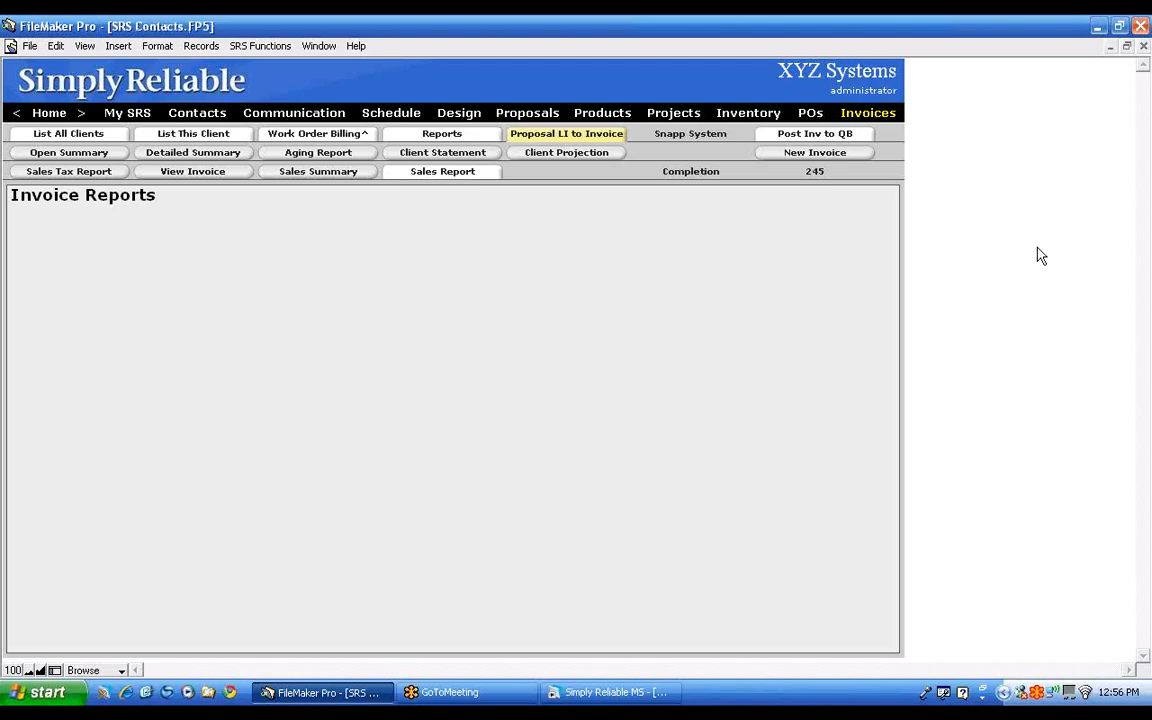 FileMaker Pro - [SRS Contacts.FP5]
File Edit View Insert Format Records SRS Functions Window Help
SimplyReliable
XYZ Systems
administrator
< Home > My SRS Contacts Communication Schedule Design Proposals Products Projects Inventory POs Invoices
List All Clients List This Client Work Order Billing^ Reports Proposal LI to Invoice Snapp System Post Inv to QB
Open Summary Detailed Summary Aging Report Client Statement Client Projection New Invoice
Sales Tax Report View Invoice Sales Summary Sales Report Completion 245
Invoice Reports
100 Browse
start FileMaker Pro - [SRS ... GoToMeeting Simply Reliable MS - [... 12:56 PM